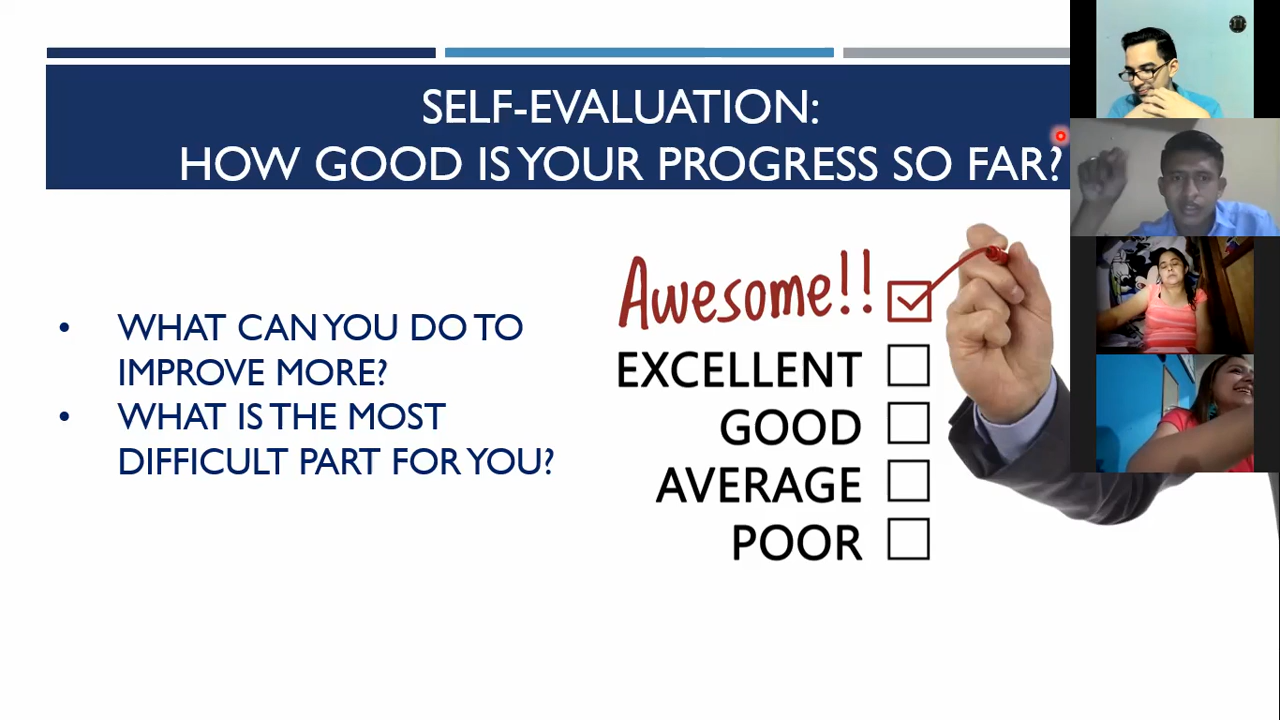 SELF-EVALUATION:
HOW GOOD IS YOUR PROGRESS SO FAR?
• WHAT CAN YOU DO TO
IMPROVE MORE?
• WHAT IS THE MOST
DIFFICULT PART FOR YOU?
Awesome!!
EXCELLENT
GOOD
AVERAGE
POOR